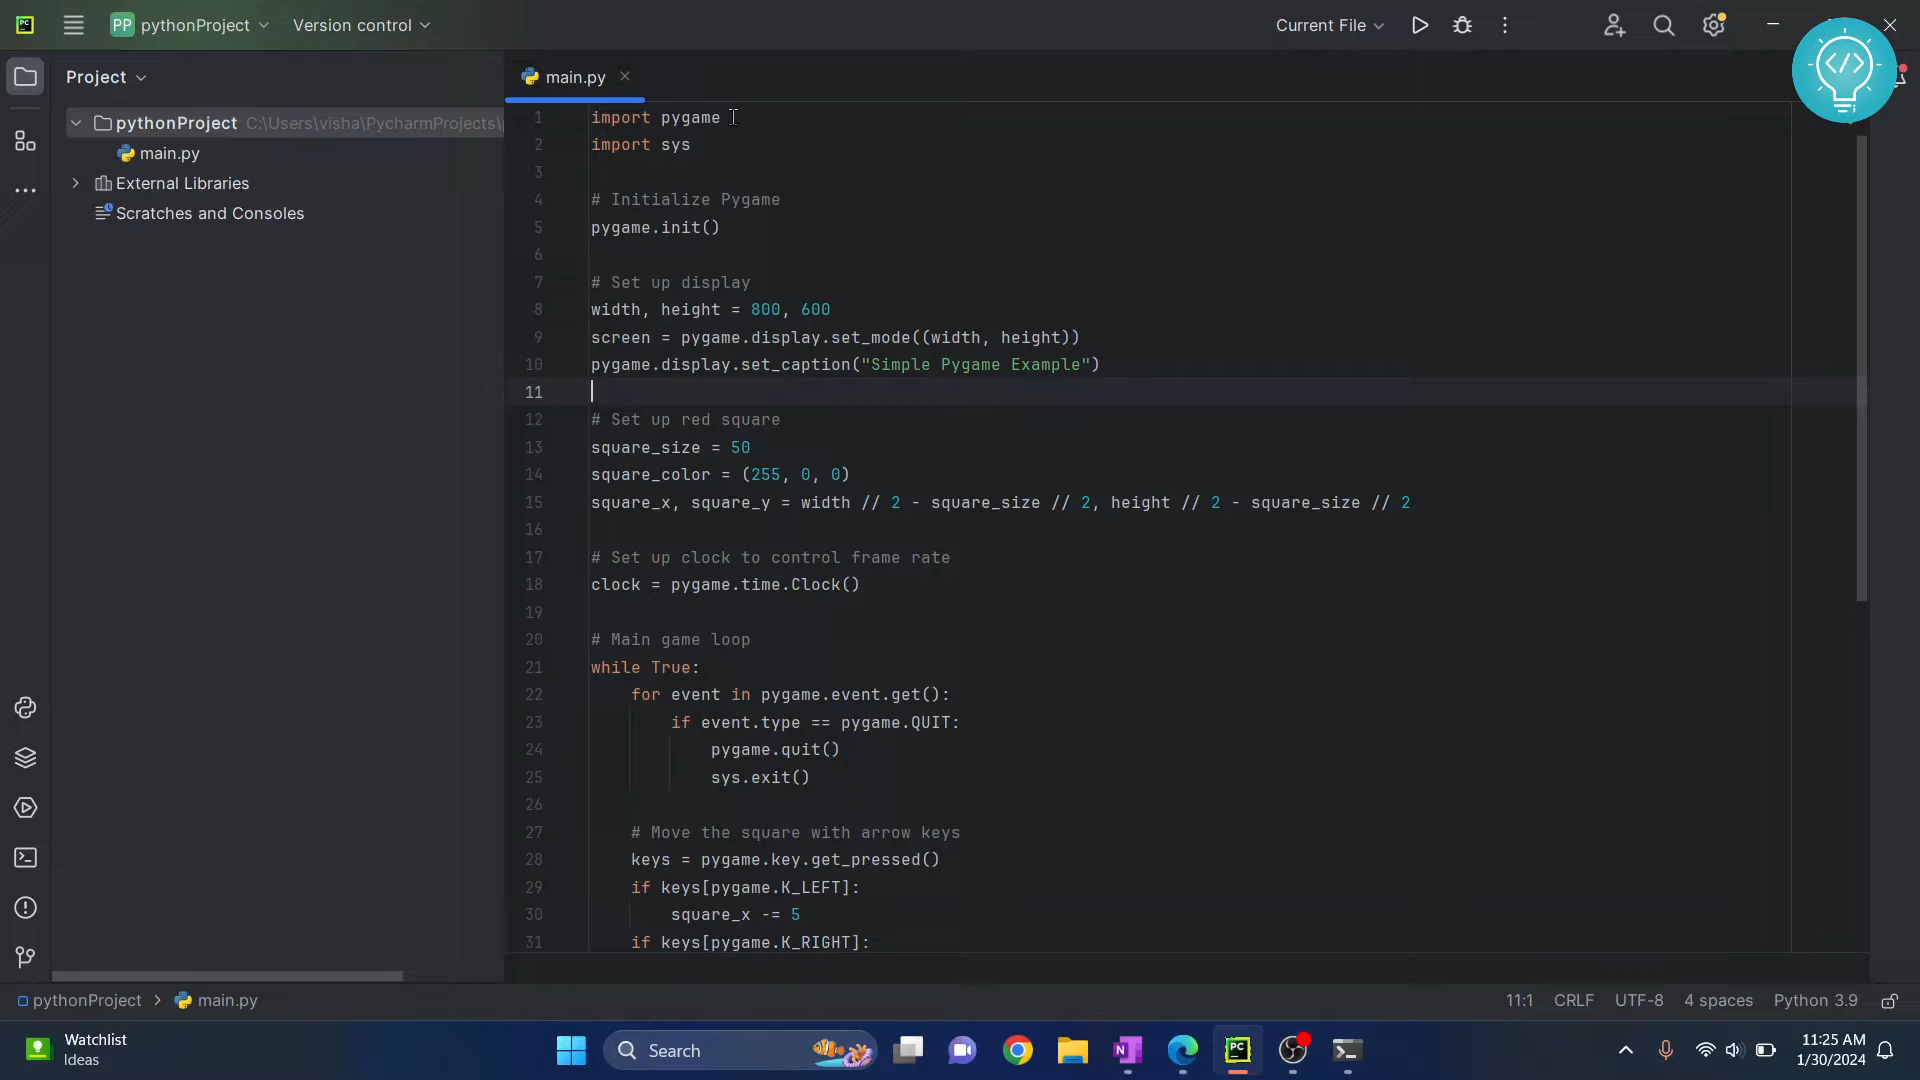 PC
PP pythonProject
Version control
Current File
Project
main.py
pythonProject C:\Users\visha\PycharmProjects\
main.py
External Libraries
Scratches and Consoles
1 import pygame
2 import sys
3
4 # Initialize Pygame
5 pygame.init()
6
7 # Set up display
8 width, height = 800, 600
9 screen = pygame.display.set_mode((width, height))
10 pygame.display.set_caption("Simple Pygame Example")
11
12 # Set up red square
13 square_size = 50
14 square_color = (255, 0, 0)
15 square_x, square_y = width // 2 - square_size // 2, height // 2 - square_size // 2
16
17 # Set up clock to control frame rate
18 clock = pygame.time.Clock()
19
20 # Main game loop
21 while True:
22 for event in pygame.event.get():
23 if event.type == pygame.QUIT:
24 pygame.quit()
25 sys.exit()
26
27 # Move the square with arrow keys
28 keys = pygame.key.get_pressed()
29 if keys[pygame.K_LEFT]:
30 square_x -= 5
31 if keys[pygame.K_RIGHT]:
pythonProject > main.py
11:1 CRLF UTF-8 4 spaces Python 3.9
Watchlist
Ideas
Search
N
PC
11:25 AM
1/30/2024